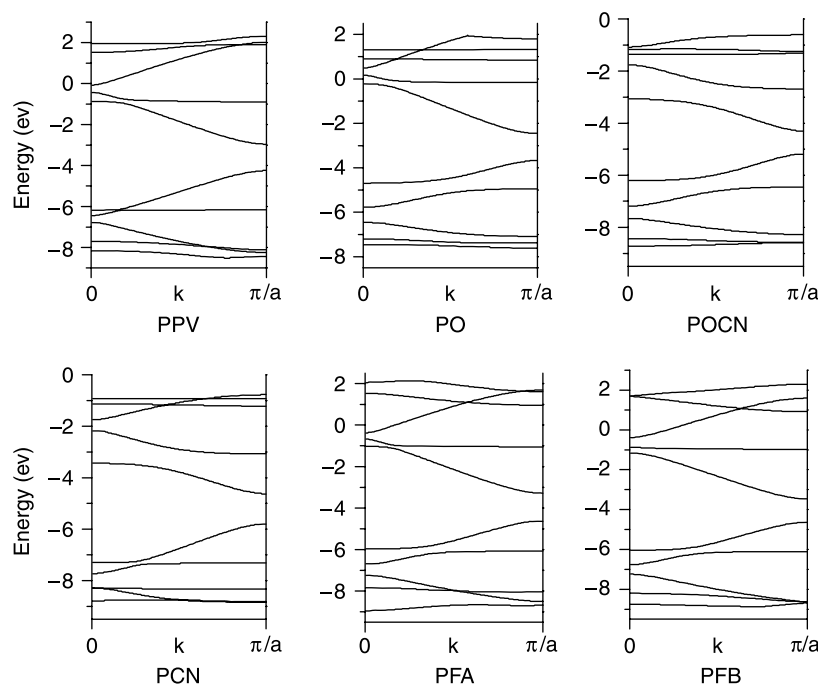 Energy (ev)
2
0
−2
−4
−6
−8
0 k π/a
PPV
2
0
−2
−4
−6
−8
0 k π/a
PO
0
−2
−4
−6
−8
0 k π/a
POCN
Energy (ev)
0
−2
−4
−6
−8
0 k π/a
PCN
2
0
−2
−4
−6
−8
0 k π/a
PFA
2
0
−2
−4
−6
−8
0 k π/a
PFB